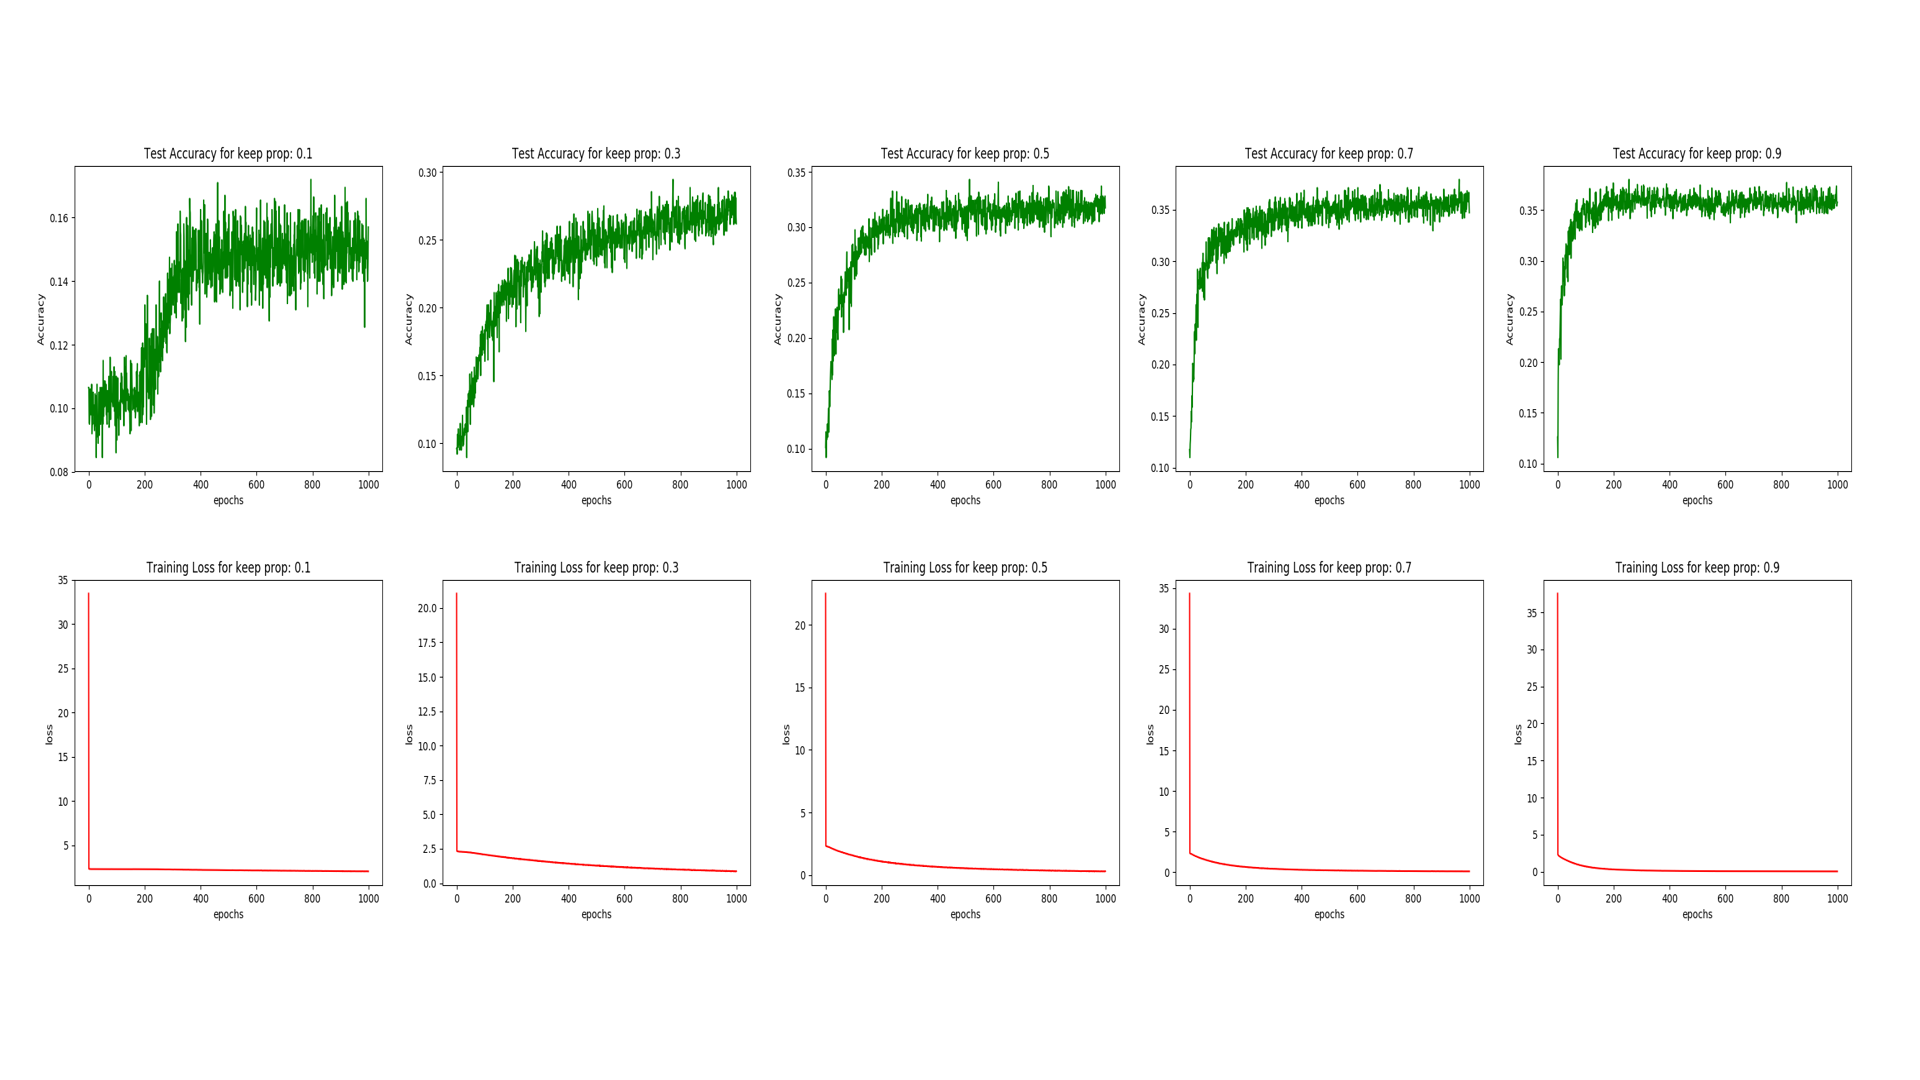 Test Accuracy for keep prop: 0.1
Accuracy
0.16
0.14
0.12
0.10
0.08
0 200 400 600 800 1000
epochs
Test Accuracy for keep prop: 0.3
Accuracy
0.30
0.25
0.20
0.15
0.10
0 200 400 600 800 1000
epochs
Test Accuracy for keep prop: 0.5
Accuracy
0.35
0.30
0.25
0.20
0.15
0.10
0 200 400 600 800 1000
epochs
Test Accuracy for keep prop: 0.7
Accuracy
0.35
0.30
0.25
0.20
0.15
0.10
0 200 400 600 800 1000
epochs
Test Accuracy for keep prop: 0.9
Accuracy
0.35
0.30
0.25
0.20
0.15
0.10
0 200 400 600 800 1000
epochs
Training Loss for keep prop: 0.1
loss
35
30
25
20
15
10
5
0 200 400 600 800 1000
epochs
Training Loss for keep prop: 0.3
loss
20.0
17.5
15.0
12.5
10.0
7.5
5.0
2.5
0.0
0 200 400 600 800 1000
epochs
Training Loss for keep prop: 0.5
loss
20
15
10
5
0
0 200 400 600 800 1000
epochs
Training Loss for keep prop: 0.7
loss
35
30
25
20
15
10
5
0
0 200 400 600 800 1000
epochs
Training Loss for keep prop: 0.9
loss
35
30
25
20
15
10
5
0
0 200 400 600 800 1000
epochs